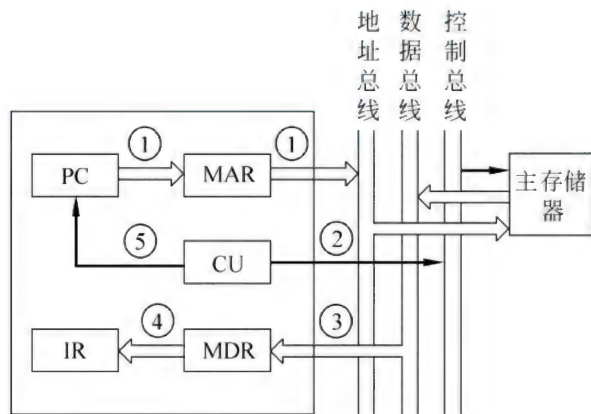 地址总线
数据总线
控制总线
①
①
PC
MAR
主存储
器
⑤
CU
②
④
③
IR
MDR